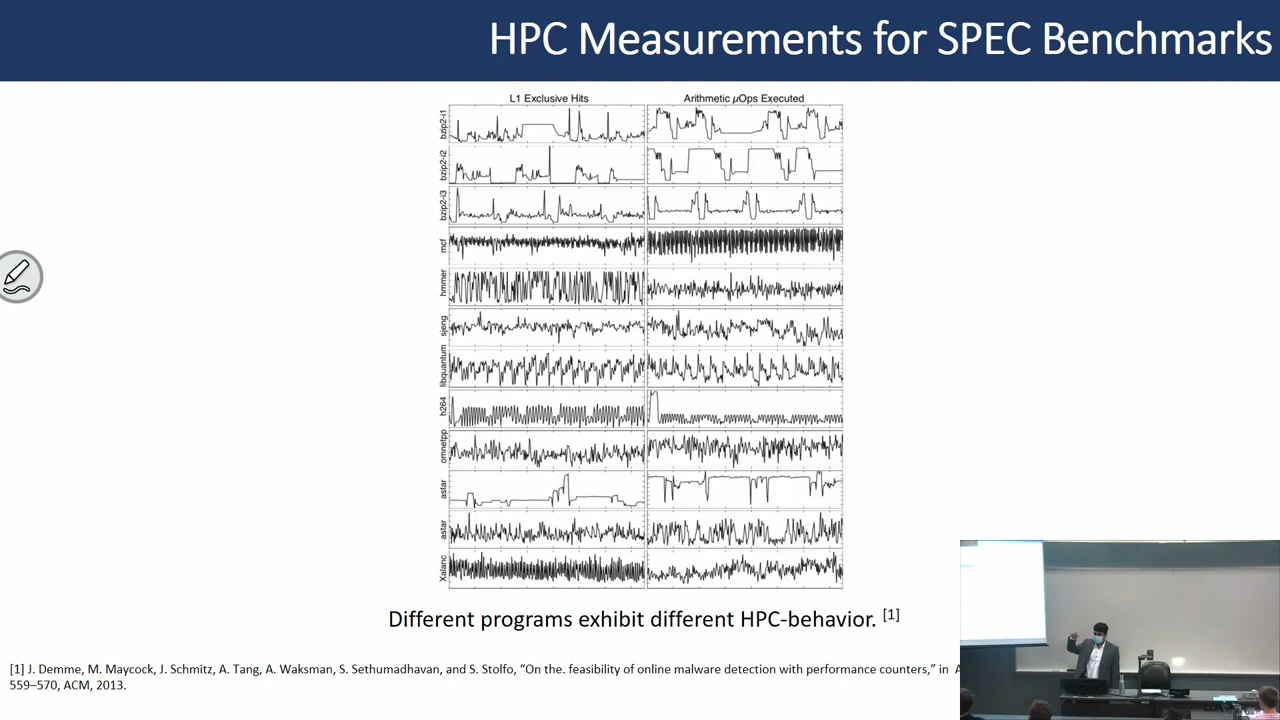 HPC Measurements for SPEC Benchmarks
L1 Exclusive Hits
Arithmetic µOps Executed
bzip2-i1
bzip2-i2
bzip2-i3
mcf
hmmer
sjeng
libquantum
h264
omnetpp
astar
astar
Xalanc
Different programs exhibit different HPC-behavior. [1]
[1] J. Demme, M. Maycock, J. Schmitz, A. Tang, A. Waksman, S. Sethumadhavan, and S. Stolfo, “On the. feasibility of online malware detection with performance counters,” in
559–570, ACM, 2013.